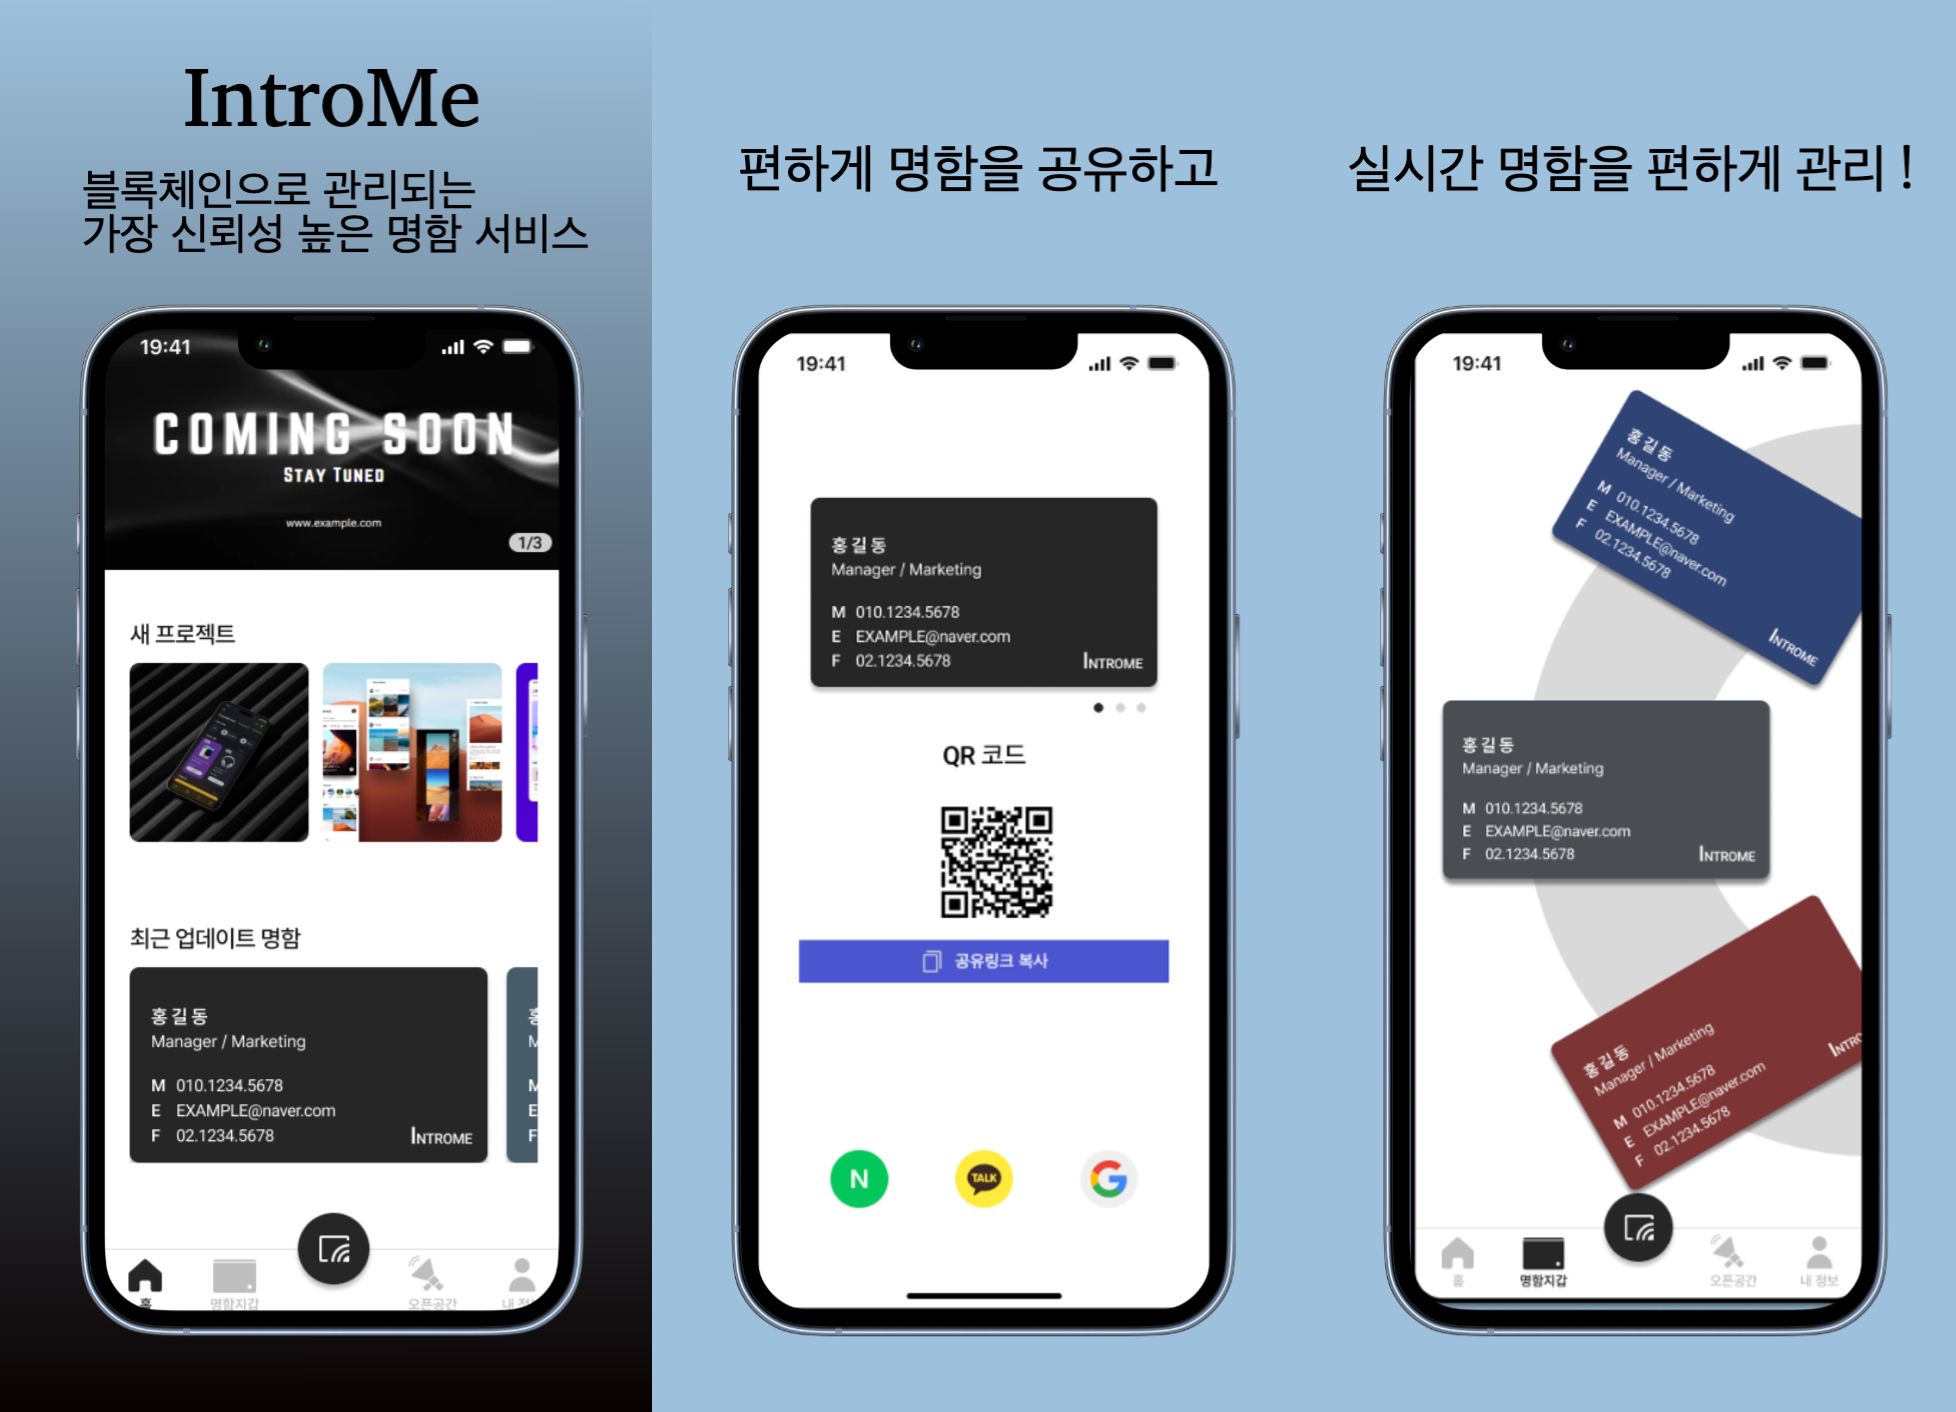 IntroMe
블록체인으로 관리되는
가장 신뢰성 높은 명함 서비스
19:41
COMING SOON
STAY TUNED
www.example.com
1/3
새 프로젝트
최근 업데이트 명함
홍길동
Manager / Marketing
M 010.1234.5678
E EXAMPLE@naver.com
F 02.1234.5678
INTROME
홍
M
M
E
F
홈
명함지갑
오픈공간
내 정보
편하게 명함을 공유하고
19:41
홍길동
Manager / Marketing
M 010.1234.5678
E EXAMPLE@naver.com
F 02.1234.5678
INTROME
QR 코드
공유링크 복사
N
TALK
G
실시간 명함을 편하게 관리 !
19:41
홍길동
Manager / Marketing
M 010.1234.5678
E EXAMPLE@naver.com
F 02.1234.5678
INTROME
홍길동
Manager / Marketing
M 010.1234.5678
E EXAMPLE@naver.com
F 02.1234.5678
INTROME
홍길동
Manager / Marketing
M 010.1234.5678
E EXAMPLE@naver.com
F 02.1234.5678
INTRO
홈
명함지갑
오픈공간
내 정보